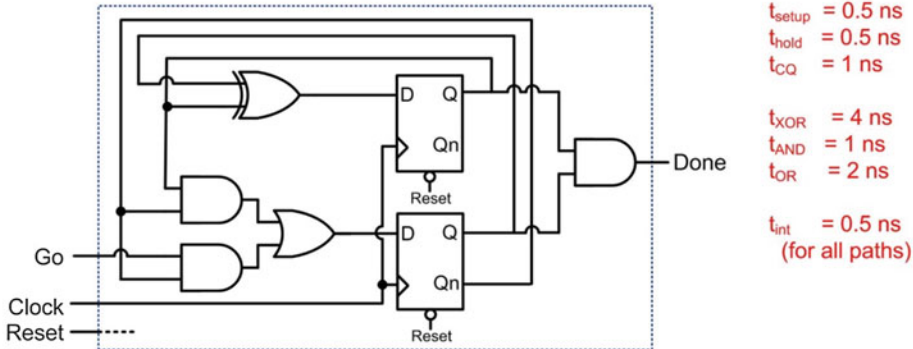 t_setup = 0.5 ns
t_hold = 0.5 ns
t_CQ = 1 ns
t_XOR = 4 ns
t_AND = 1 ns
t_OR = 2 ns
t_int = 0.5 ns
(for all paths)
D Q
Qn
Reset
Done
D Q
Qn
Reset
Go
Clock
Reset